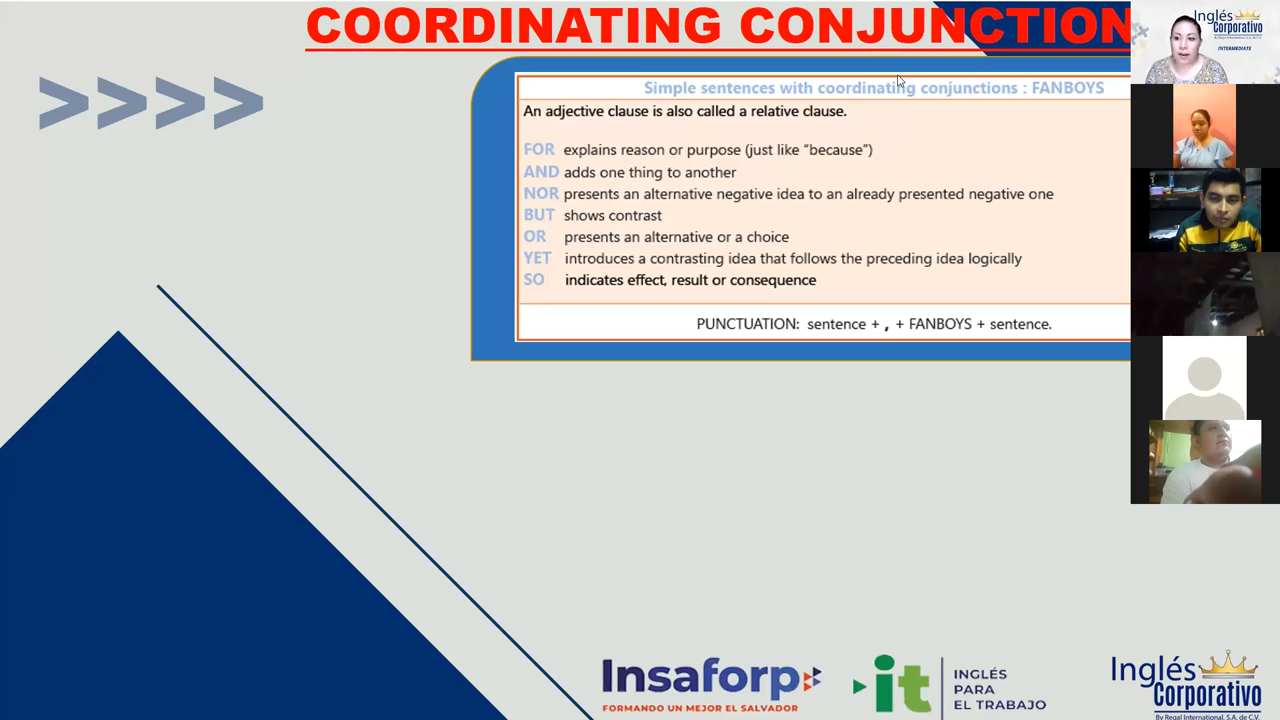 COORDINATING CONJUNCTION
>>>>
Simple sentences with coordinating conjunctions : FANBOYS
An adjective clause is also called a relative clause.
FOR explains reason or purpose (just like “because”)
AND adds one thing to another
NOR presents an alternative negative idea to an already presented negative one
BUT shows contrast
OR presents an alternative or a choice
YET introduces a contrasting idea that follows the preceding idea logically
SO indicates effect, result or consequence
PUNCTUATION: sentence + , + FANBOYS + sentence.
Inglés
Corporativo
By Regal International, S.A. de C.V.
INTERMEDIATE
Insaforp
FORMANDO UN MEJOR EL SALVADOR
it
INGLÉS
PARA
EL TRABAJO
Inglés
Corporativo
By Regal International, S.A. de C.V.